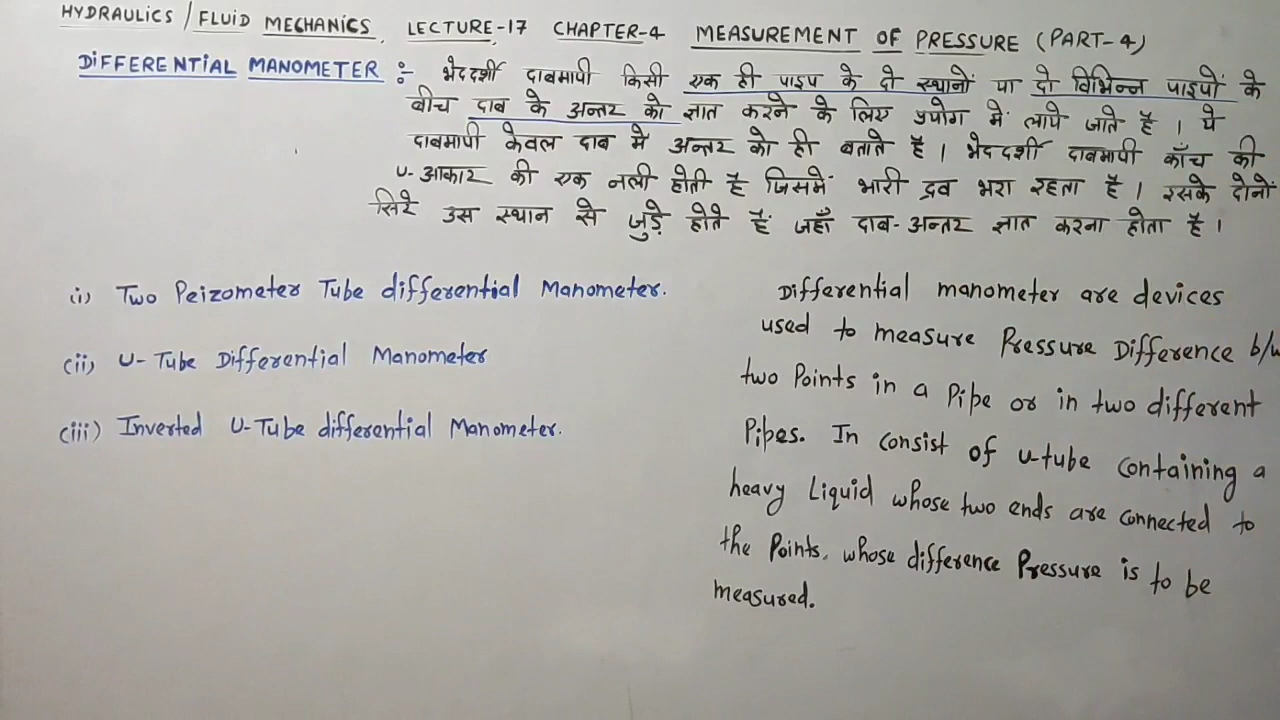 HYDRAULICS / FLUID MECHANICS, LECTURE-17 CHAPTER-4 MEASUREMENT OF PRESSURE (PART-4)
DIFFERENTIAL MANOMETER :- भेददर्शी दाबमापी किसी एक ही पाइप के दो स्थानों या दो विभिन्न पाइपों के
बीच दाब के अन्तर को ज्ञात करने के लिए प्रयोग में लाये जाते है । ये
दाबमापी केवल दाब मे अन्तर को ही बताते है । भेददर्शी दाबमापी काँच की
U-आकार की एक नली होती है जिसमें भारी द्रव भरा रहता है । इसके दोनों
सिरे उस स्थान से जुड़े होते हैं जहाँ दाब-अन्तर ज्ञात करना होता है ।
(i) Two Peizometer Tube differential Manometer.
(ii) U-Tube Differential Manometer
(iii) Inverted U-Tube differential Manometer.
Differential manometer are devices
used to measure Pressure Difference b/w
two Points in a Pipe or in two different
Pipes. In consist of u-tube containing a
heavy Liquid whose two ends are connected to
the Points, whose difference Pressure is to be
measured.